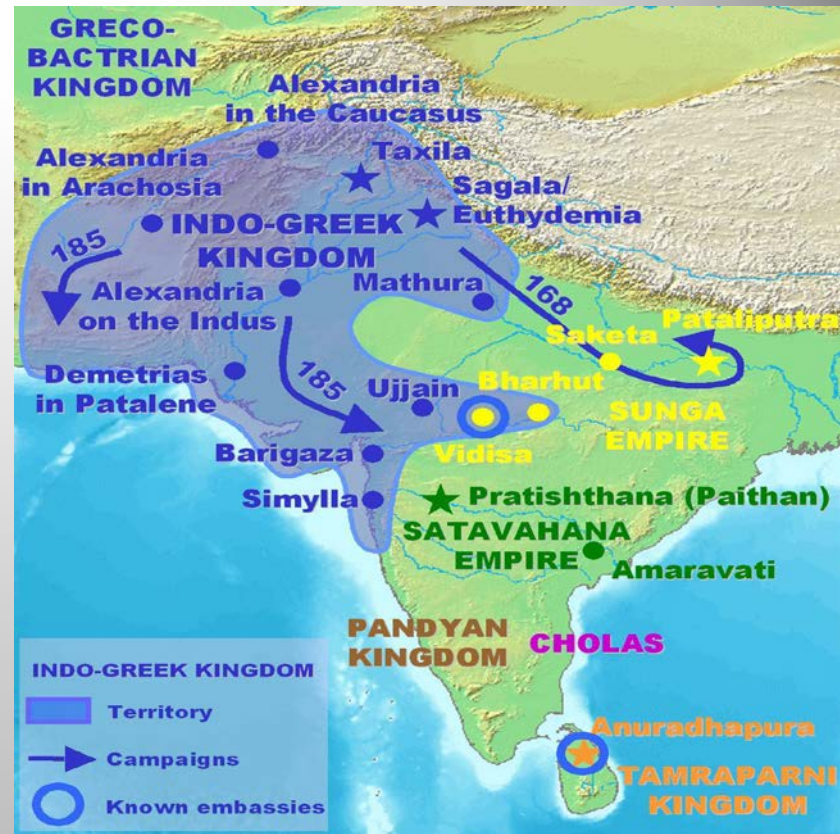 GRECO-
BACTRIAN
KINGDOM
Alexandria
in the Caucasus
Taxila
Alexandria
in Arachosia
Sagala/
Euthydemia
185
INDO-GREEK
KINGDOM
Mathura
168
Alexandria
on the Indus
Saketa
Pataliputra
Demetrias
in Patalene
185
Ujjain
Bharhut
SUNGA
EMPIRE
Vidisa
Barigaza
Simylla
Pratishthana (Paithan)
SATAVAHANA
EMPIRE
Amaravati
PANDYAN
KINGDOM
CHOLAS
INDO-GREEK KINGDOM
Territory
Campaigns
Known embassies
Anuradhapura
TAMRAPARNI
KINGDOM